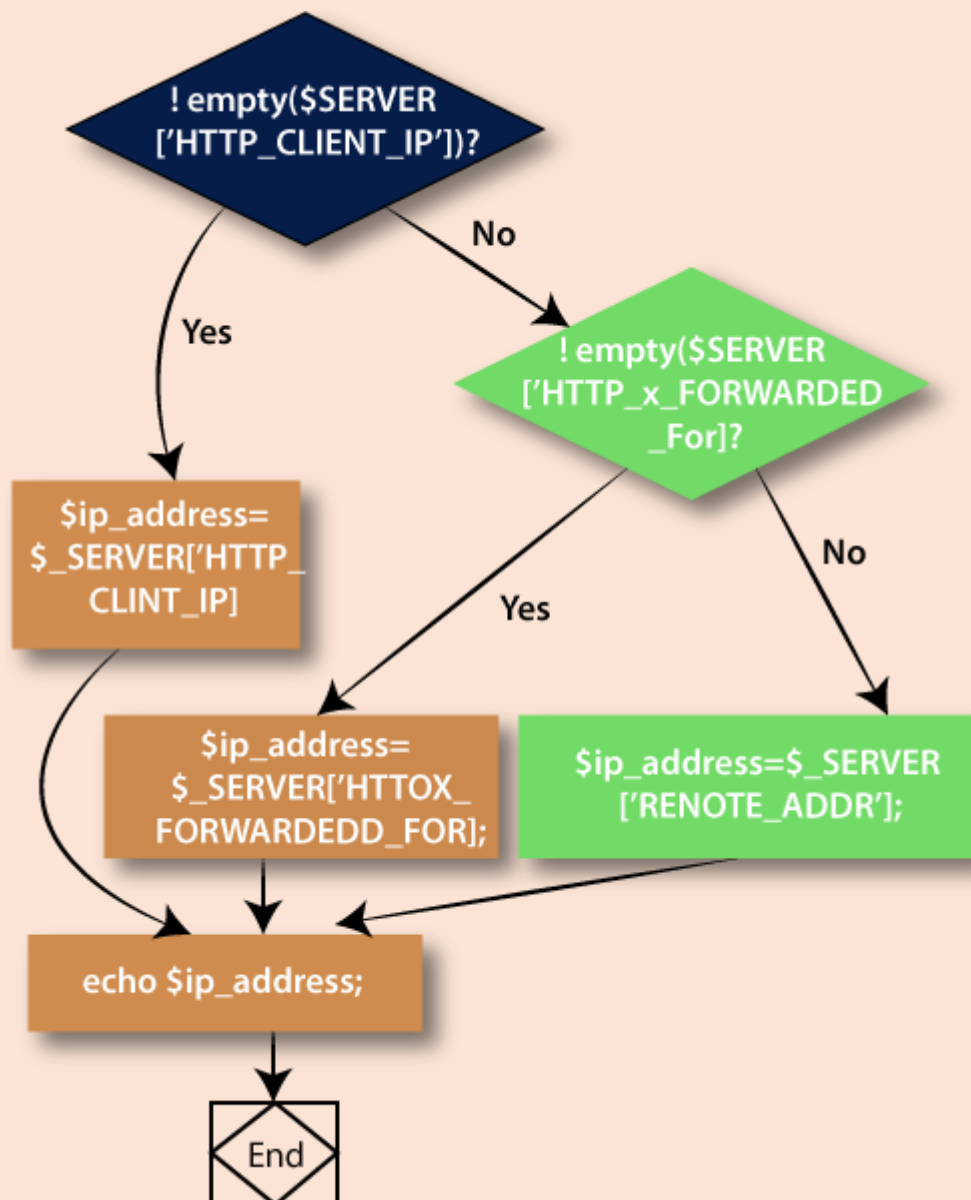 ! empty($SERVER
['HTTP_CLIENT_IP'])?
No
Yes
! empty($SERVER
['HTTP_x_FORWARDED
_For]?
$ip_address=
$_SERVER['HTTP_
CLINT_IP]
No
Yes
$ip_address=
$_SERVER['HTTOX_
FORWARDEDD_FOR];
$ip_address=$_SERVER
['RENOTE_ADDR'];
echo $ip_address;
End